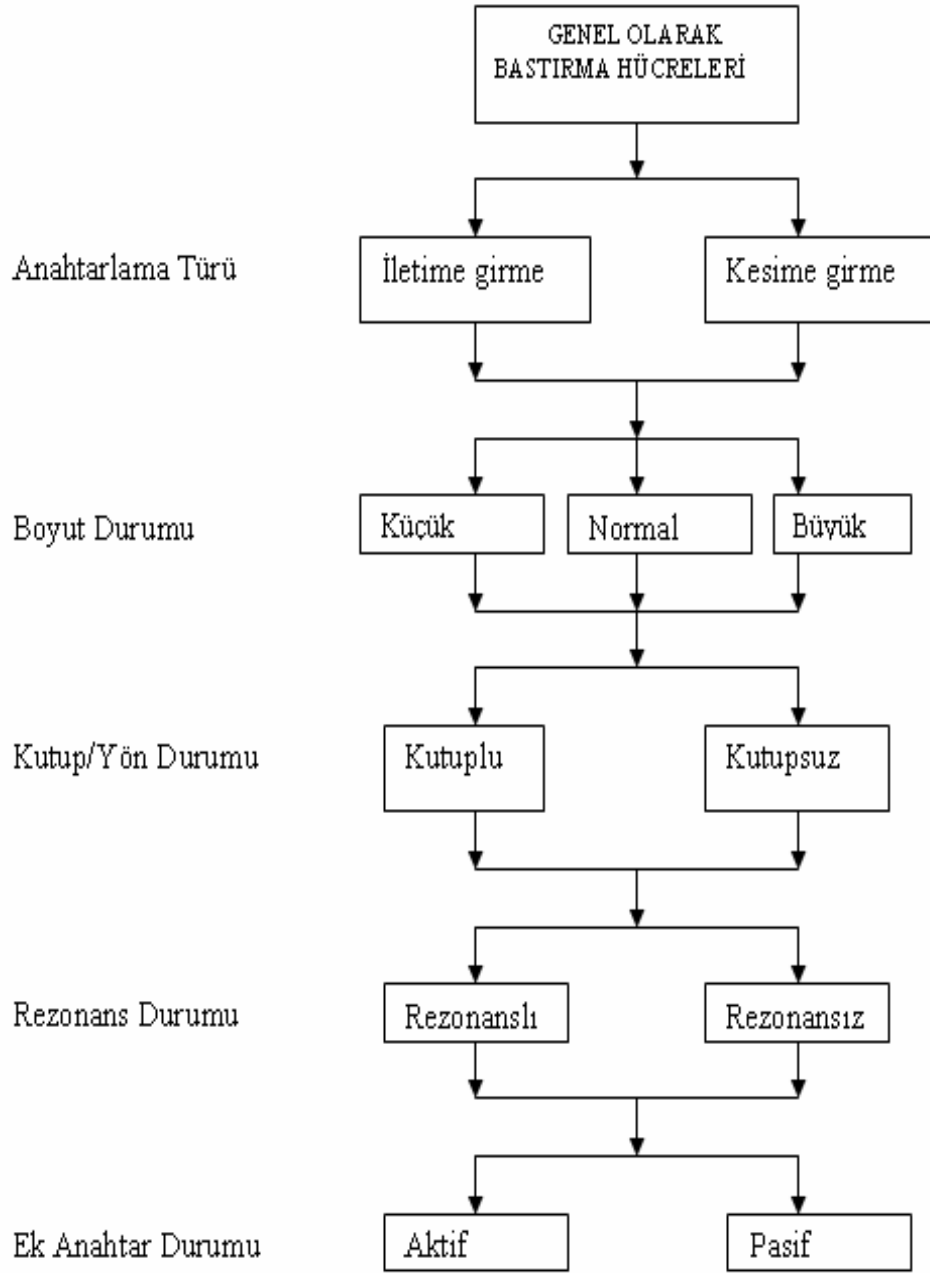 GENEL OLARAK
BASTIRMA HÜCRELERİ
Anahtarlama Türü
İletime girme
Kesime girme
Boyut Durumu
Küçük
Normal
Büyük
Kutup/Yön Durumu
Kutuplu
Kutupsuz
Rezonans Durumu
Rezonanslı
Rezonansız
Ek Anahtar Durumu
Aktif
Pasif